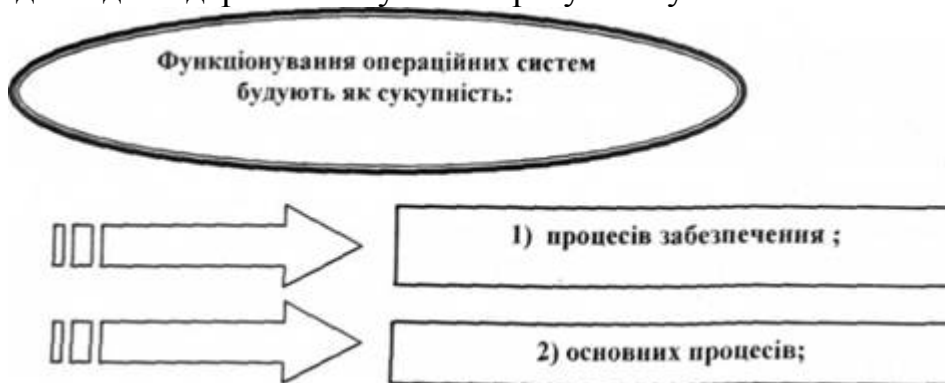 Функціонування операційних систем
будують як сукупність:
1) процесів забезпечення ;
2) основних процесів;